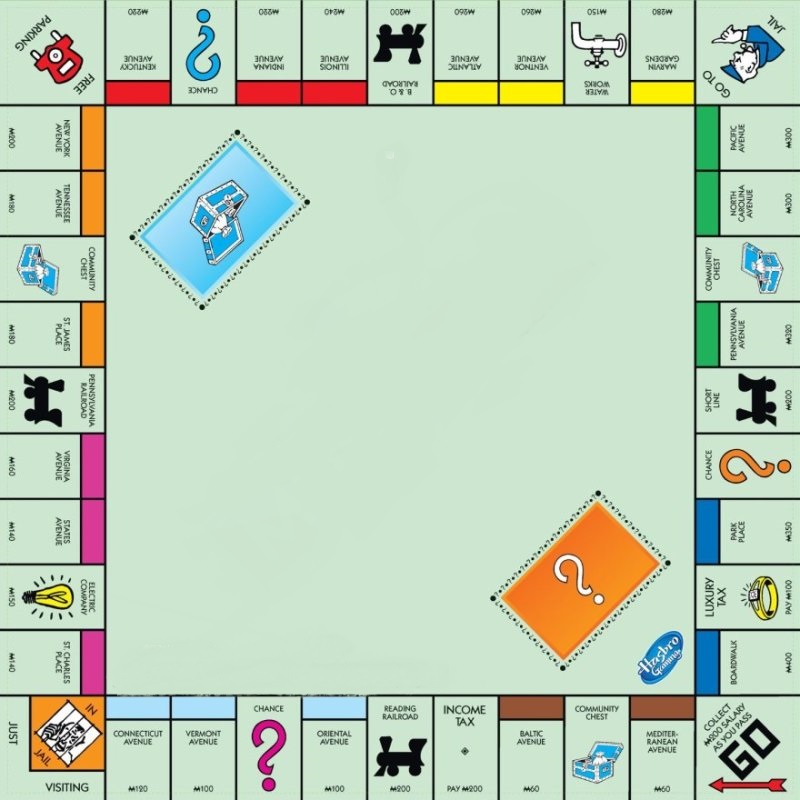 FREE
PARKING
KENTUCKY
AVENUE
₩220
CHANCE
INDIANA
AVENUE
₩220
ILLINOIS
AVENUE
₩240
B. & O.
RAILROAD
₩200
ATLANTIC
AVENUE
₩260
VENTNOR
AVENUE
₩260
WATER
WORKS
₩150
MARVIN
GARDENS
₩280
GO TO
JAIL
NEW YORK
AVENUE
₩200
TENNESSEE
AVENUE
₩180
COMMUNITY
CHEST
ST. JAMES
PLACE
₩180
PENNSYLVANIA
RAILROAD
₩200
VIRGINIA
AVENUE
₩160
STATES
AVENUE
₩140
ELECTRIC
COMPANY
₩150
ST. CHARLES
PLACE
₩140
PACIFIC
AVENUE
₩300
NORTH
CAROLINA
AVENUE
₩300
COMMUNITY
CHEST
PENNSYLVANIA
AVENUE
₩320
SHORT
LINE
₩200
CHANCE
?
PARK
PLACE
₩350
LUXURY
TAX
PAY ₩100
BOARDWALK
₩400
?
Hasbro
Gaming
JUST
VISITING
IN
JAIL
CONNECTICUT
AVENUE
₩120
VERMONT
AVENUE
₩100
CHANCE
?
ORIENTAL
AVENUE
₩100
READING
RAILROAD
₩200
INCOME
TAX
PAY ₩200
BALTIC
AVENUE
₩60
COMMUNITY
CHEST
MEDITER-
RANEAN
AVENUE
₩60
COLLECT
₩200 SALARY
AS YOU PASS
GO